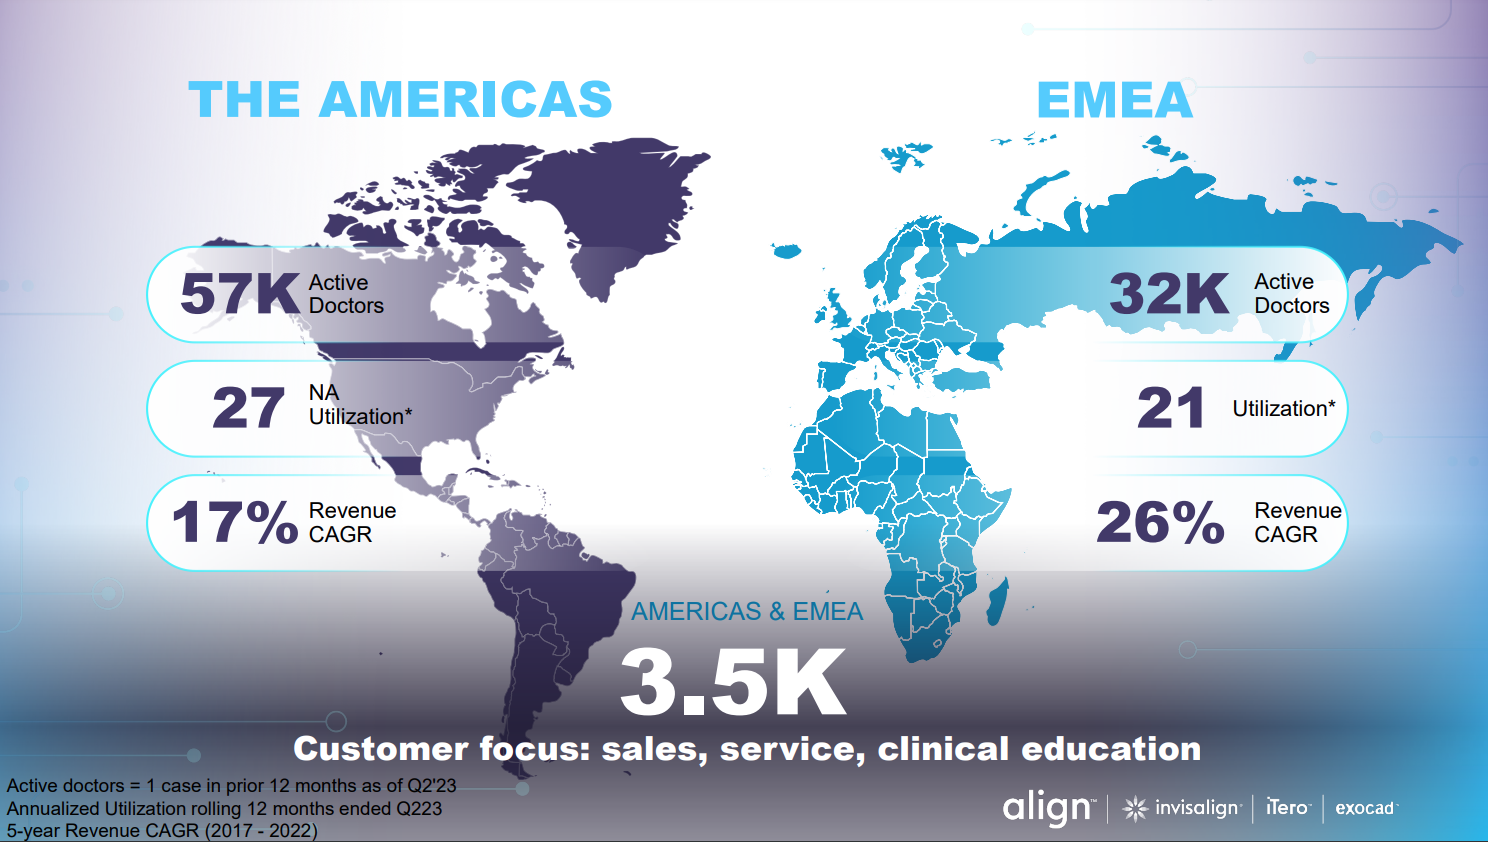 THE AMERICAS
57K Active
Doctors
27 NA
Utilization*
17% Revenue
CAGR
EMEA
32K Active
Doctors
21 Utilization*
26% Revenue
CAGR
AMERICAS & EMEA
3.5K
Customer focus: sales, service, clinical education
Active doctors = 1 case in prior 12 months as of Q2'23
Annualized Utilization rolling 12 months ended Q223
5-year Revenue CAGR (2017 - 2022)
align™ | invisalign | iTero | exocad